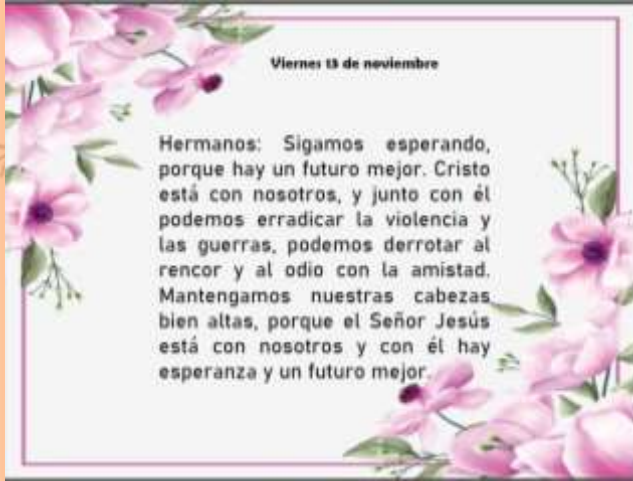 Viernes 13 de noviembre
Hermanos: Sigamos esperando,
porque hay un futuro mejor. Cristo
está con nosotros, y junto con él
podemos erradicar la violencia y
las guerras, podemos derrotar al
rencor y al odio con la amistad.
Mantengamos nuestras cabezas
bien altas, porque el Señor Jesús
está con nosotros y con él hay
esperanza y un futuro mejor.